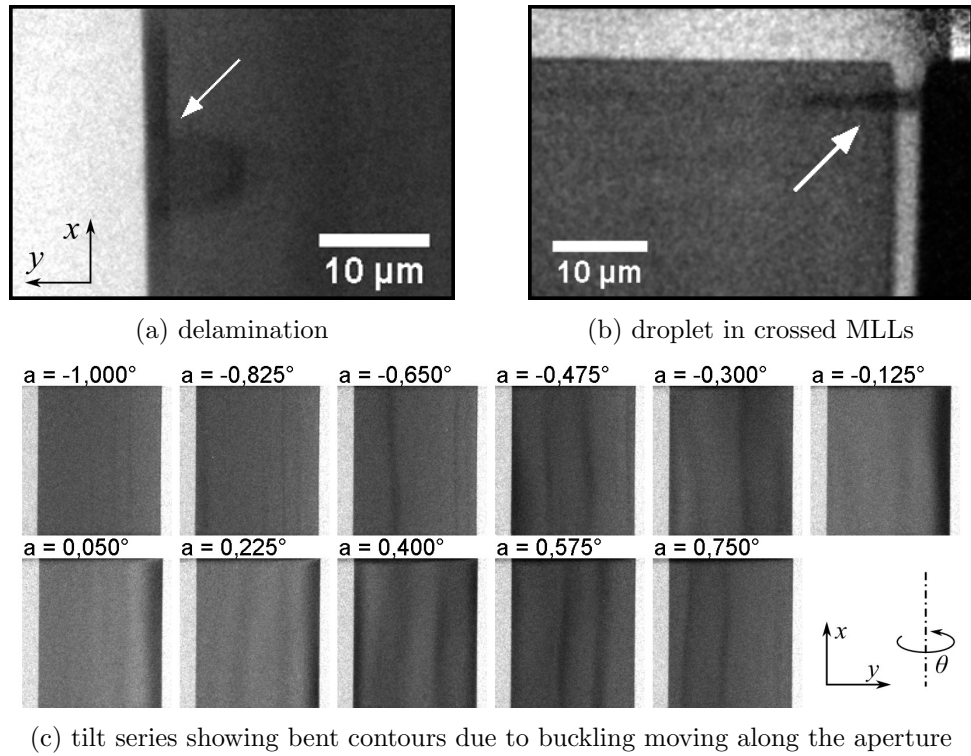 x
y
10 µm
10 µm
(a) delamination
(b) droplet in crossed MLLs
a = -1,000° a = -0,825° a = -0,650° a = -0,475° a = -0,300° a = -0,125°
a = 0,050° a = 0,225° a = 0,400° a = 0,575° a = 0,750°
x
y
θ
(c) tilt series showing bent contours due to buckling moving along the aperture